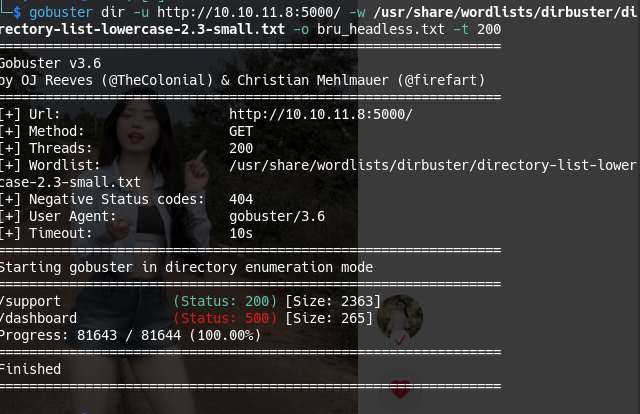 └─$ gobuster dir -u http://10.10.11.8:5000/ -w /usr/share/wordlists/dirbuster/di
rectory-list-lowercase-2.3-small.txt -o bru_headless.txt -t 200
===============================================================
Gobuster v3.6
by OJ Reeves (@TheColonial) & Christian Mehlmauer (@firefart)
===============================================================
[+] Url:                     http://10.10.11.8:5000/
[+] Method:                  GET
[+] Threads:                 200
[+] Wordlist:                /usr/share/wordlists/dirbuster/directory-list-lower
case-2.3-small.txt
[+] Negative Status codes:   404
[+] User Agent:              gobuster/3.6
[+] Timeout:                 10s
===============================================================
Starting gobuster in directory enumeration mode
===============================================================
/support              (Status: 200) [Size: 2363]
/dashboard            (Status: 500) [Size: 265]
Progress: 81643 / 81644 (100.00%)
===============================================================
Finished
===============================================================